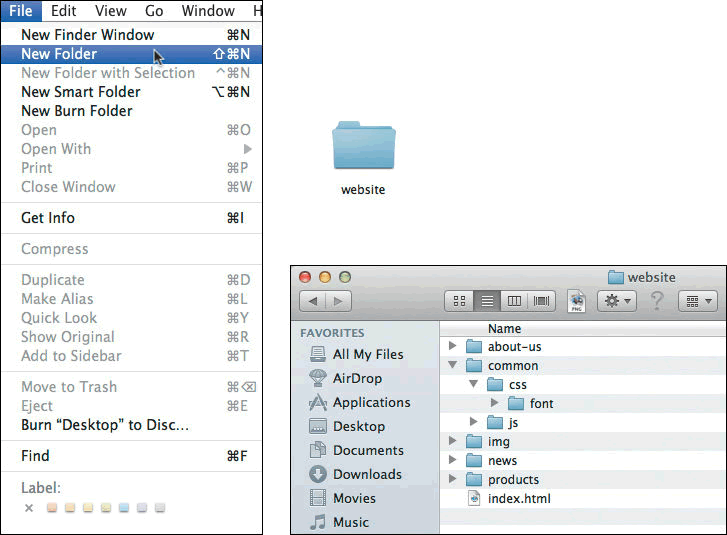 File Edit View Go Window H
New Finder Window ⌘N
New Folder ⇧⌘N
New Folder with Selection ^⌘N
New Smart Folder ⌥⌘N
New Burn Folder
Open ⌘O
Open With ▶
Print ⌘P
Close Window ⌘W
Get Info ⌘I
Compress
Duplicate ⌘D
Make Alias ⌘L
Quick Look ⌘Y
Show Original ⌘R
Add to Sidebar ⌘T
Move to Trash ⌘⌫
Eject ⌘E
Burn “Desktop” to Disc…
Find ⌘F
Label:
×
website
website
PNG
?
FAVORITES
All My Files
AirDrop
Applications
Desktop
Documents
Downloads
Movies
Music
Name
about-us
common
css
font
js
img
news
products
index.html